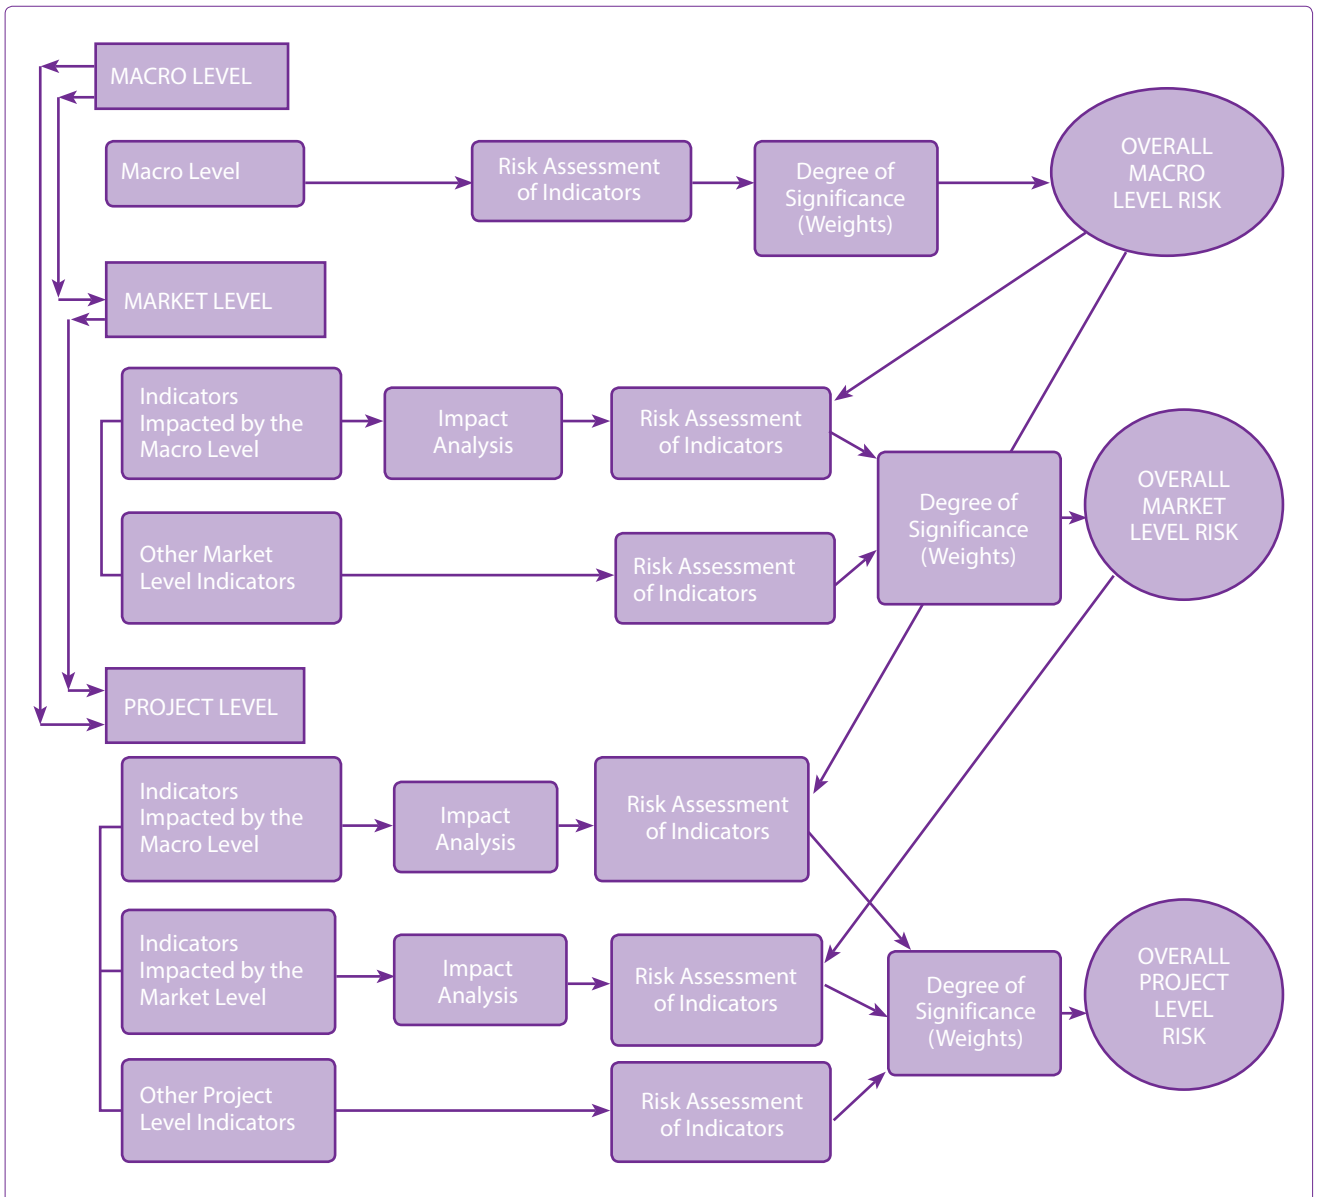 MACRO LEVEL
Macro Level
Risk Assessment
of Indicators
Degree of
Significance
(Weights)
OVERALL
MACRO
LEVEL RISK
MARKET LEVEL
Indicators
Impacted by the
Macro Level
Impact
Analysis
Risk Assessment
of Indicators
Other Market
Level Indicators
Risk Assessment
of Indicators
Degree of
Significance
(Weights)
OVERALL
MARKET
LEVEL RISK
PROJECT LEVEL
Indicators
Impacted by the
Macro Level
Impact
Analysis
Risk Assessment
of Indicators
Indicators
Impacted by the
Market Level
Impact
Analysis
Risk Assessment
of Indicators
Other Project
Level Indicators
Risk Assessment
of Indicators
Degree of
Significance
(Weights)
OVERALL
PROJECT
LEVEL
RISK